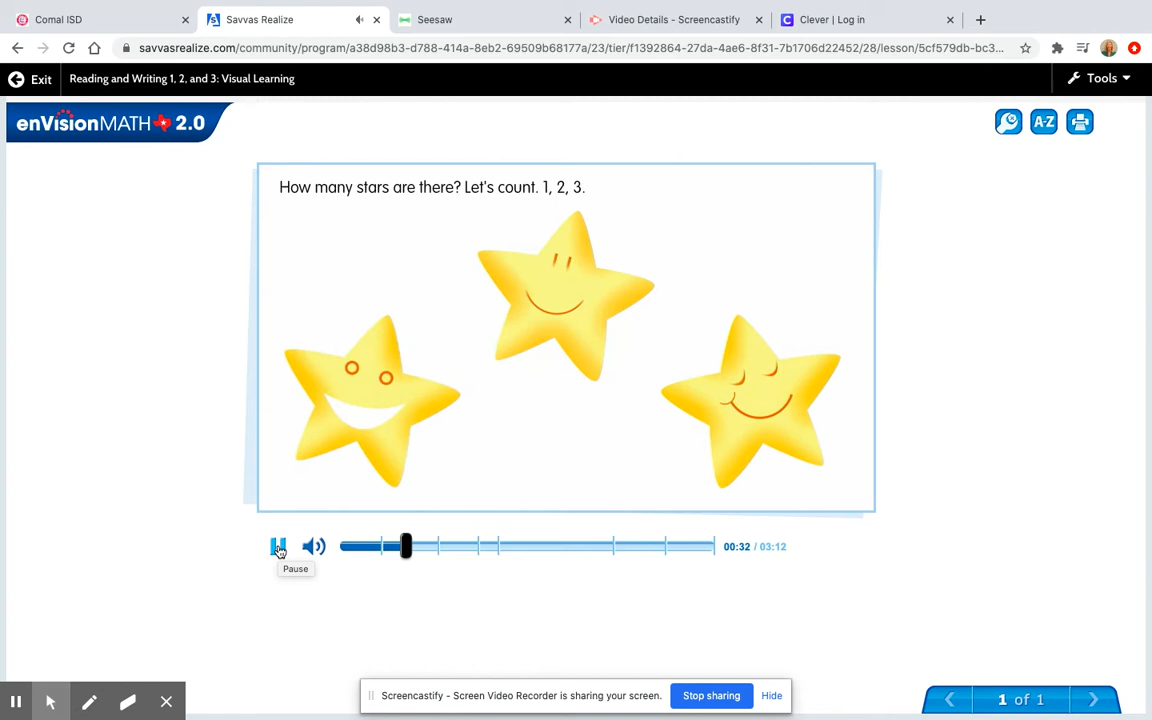 Comal ISD
Savvas Realize
Seesaw
Video Details - Screencastify
Clever | Log in
savvasrealize.com/community/program/a38d98b3-d788-414a-8eb2-69509b68177a/23/tier/f1392864-27da-4ae6-8f31-7b1706d22452/28/lesson/5cf579db-bc3...
Exit
Reading and Writing 1, 2, and 3: Visual Learning
Tools
enVisionMATH 2.0
A-Z
How many stars are there? Let's count. 1, 2, 3.
00:32 / 03:12
Pause
Screencastify - Screen Video Recorder is sharing your screen.
Stop sharing
Hide
1 of 1